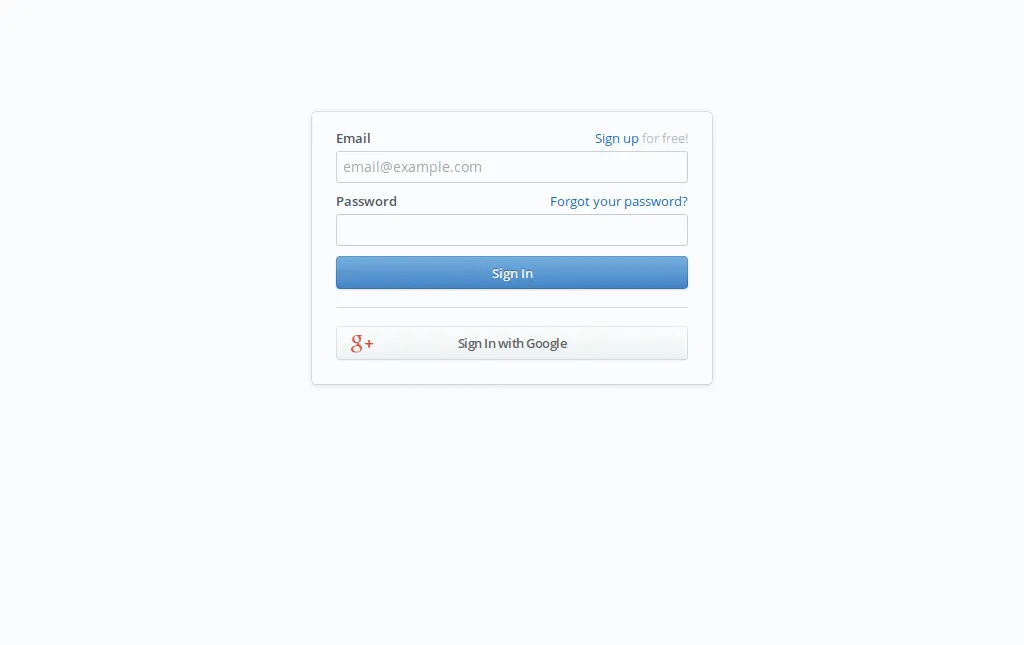 Email
Sign up for free!
email@example.com
Password
Forgot your password?
Sign In
g+
Sign In with Google